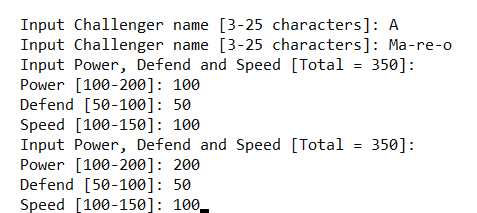 Input Challenger name [3-25 characters]: A
Input Challenger name [3-25 characters]: Ma-re-o
Input Power, Defend and Speed [Total = 350]:
Power [100-200]: 100
Defend [50-100]: 50
Speed [100-150]: 100
Input Power, Defend and Speed [Total = 350]:
Power [100-200]: 200
Defend [50-100]: 50
Speed [100-150]: 100